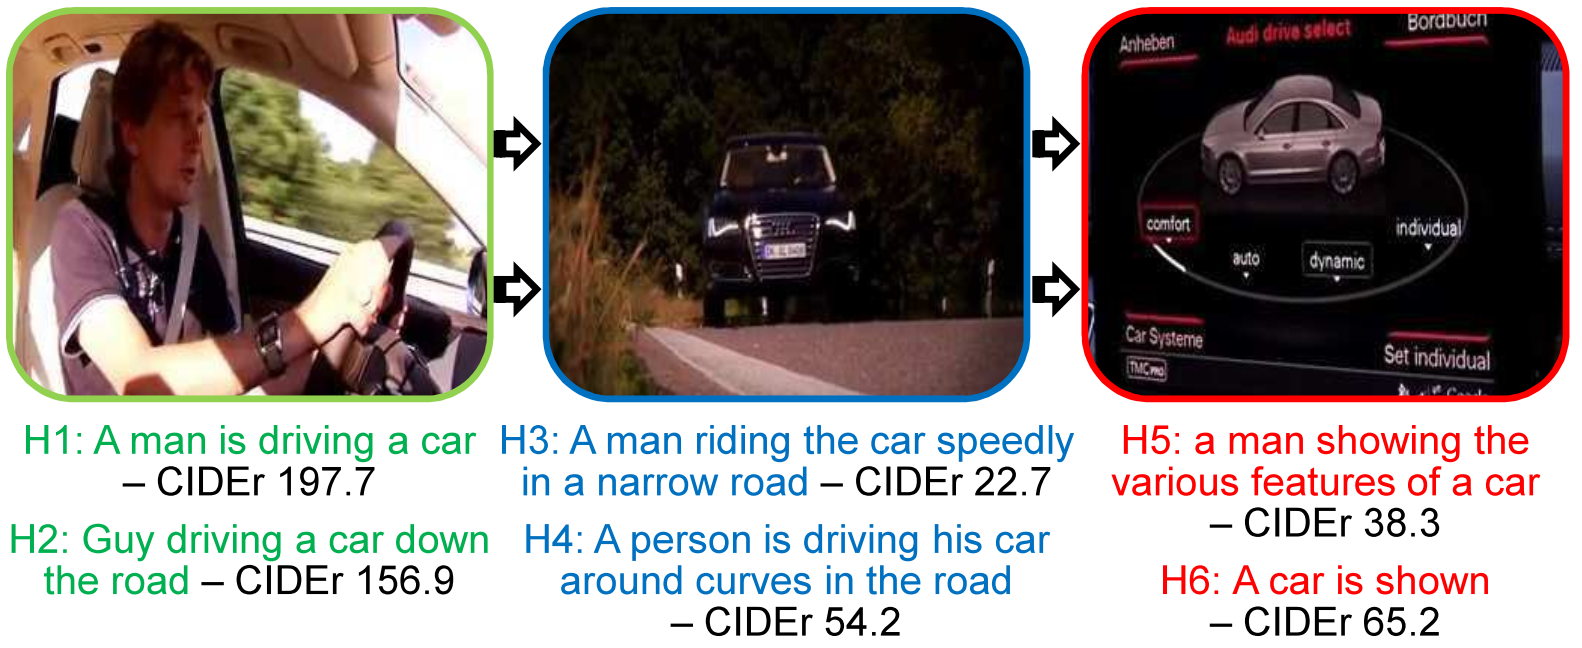 Anheben
Audi drive select
Bordbuch
comfort
individual
auto
dynamic
Car Systeme
Set individual
TMC PRO
H1: A man is driving a car
– CIDEr 197.7
H2: Guy driving a car down
the road – CIDEr 156.9
H3: A man riding the car speedly
in a narrow road – CIDEr 22.7
H4: A person is driving his car
around curves in the road
– CIDEr 54.2
H5: a man showing the
various features of a car
– CIDEr 38.3
H6: A car is shown
– CIDEr 65.2